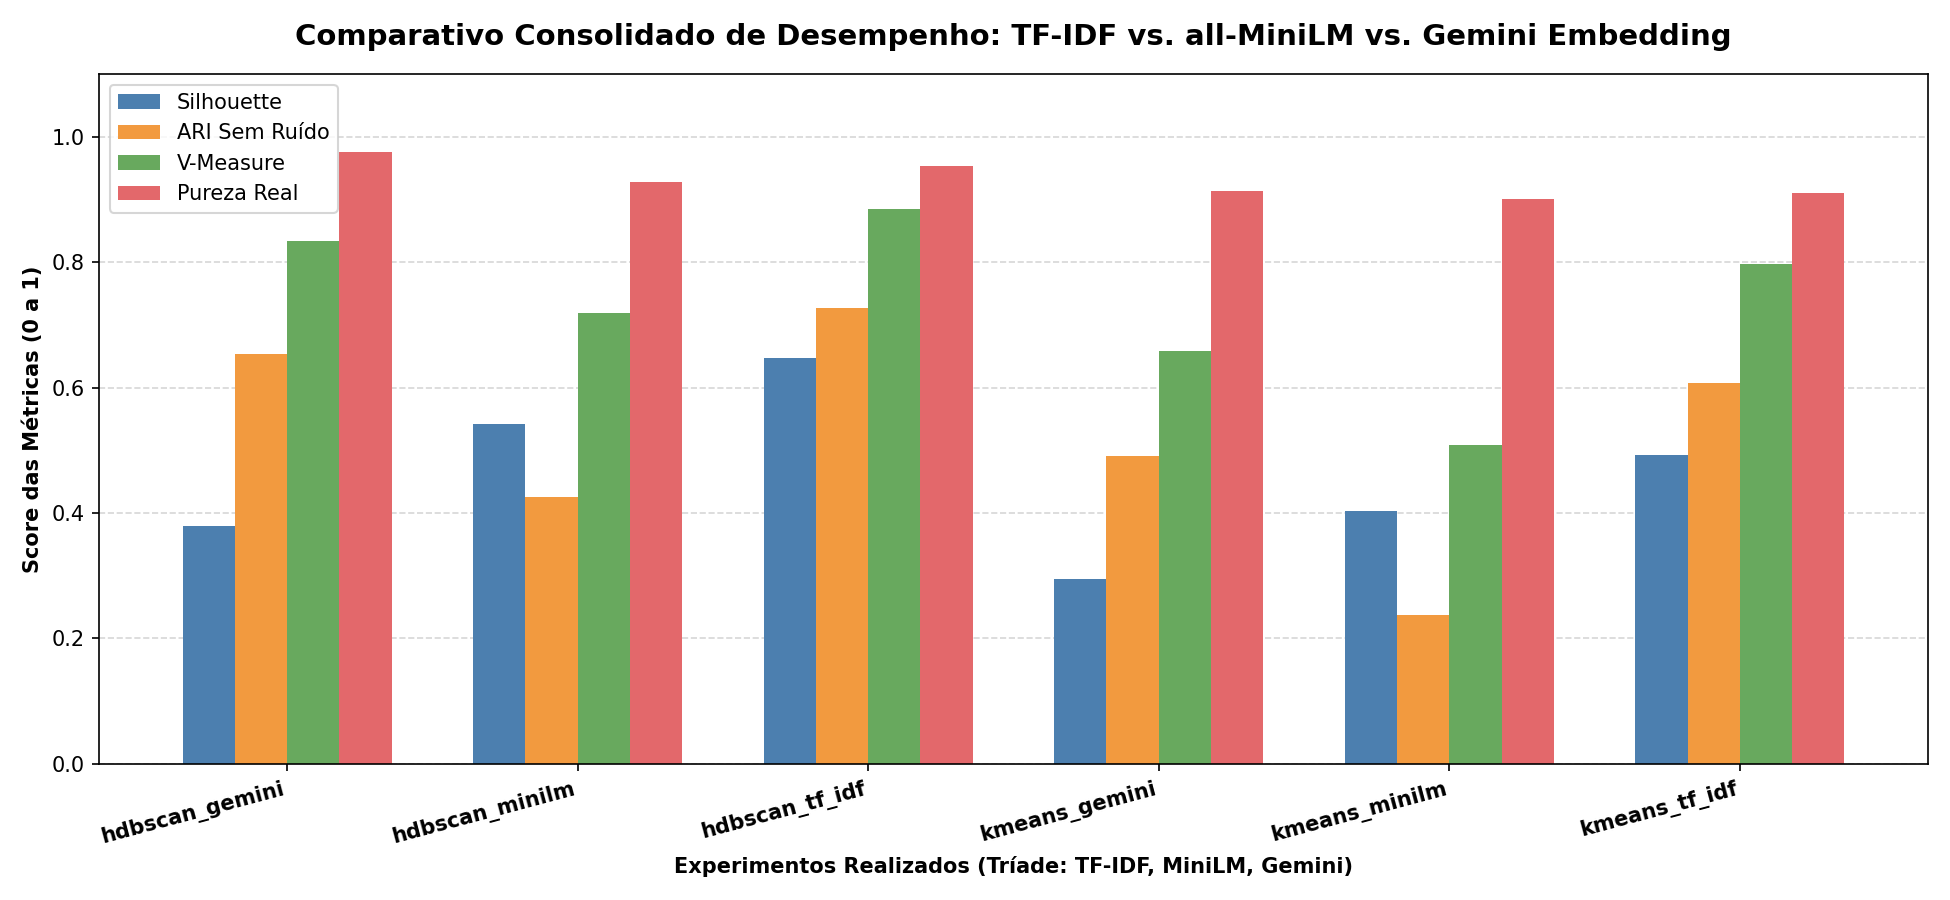 Comparativo Consolidado de Desempenho: TF-IDF vs. all-MiniLM vs. Gemini Embedding
Silhouette
ARI Sem Ruído
V-Measure
Pureza Real
Score das Métricas (0 a 1)
1.0
0.8
0.6
0.4
0.2
0.0
hdbscan_gemini
hdbscan_minilm
hdbscan_tf_idf
kmeans_gemini
kmeans_minilm
kmeans_tf_idf
Experimentos Realizados (Tríade: TF-IDF, MiniLM, Gemini)